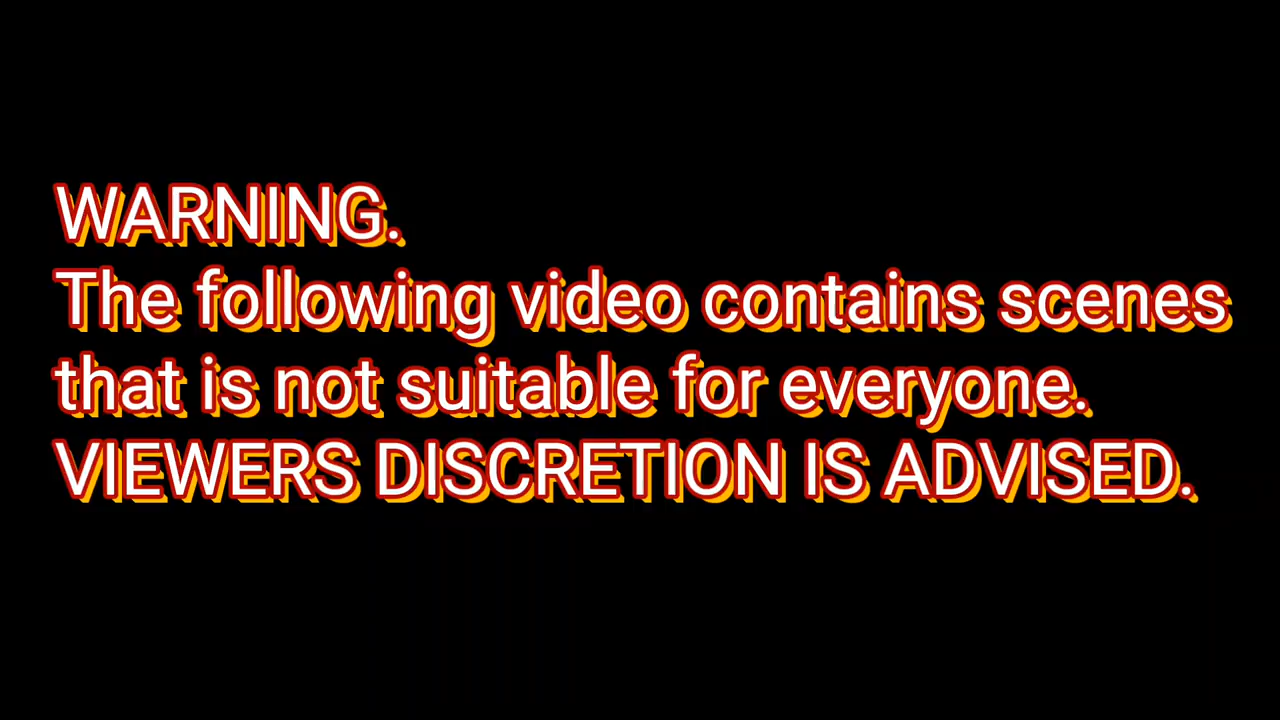 WARNING.
The following video contains scenes
that is not suitable for everyone.
VIEWERS DISCRETION IS ADVISED.